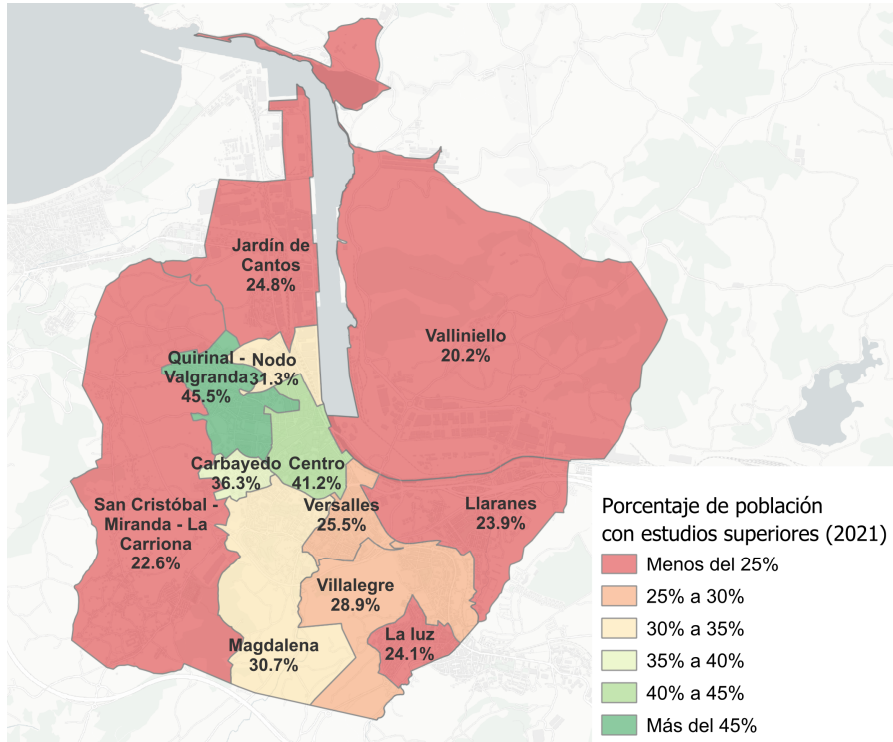 Jardín de
Cantos
24.8%
Valliniello
20.2%
Quirinal -
Valgranda
45.5%
Nodo
31.3%
Carbayedo
36.3%
Centro
41.2%
San Cristóbal -
Miranda - La
Carriona
22.6%
Versalles
25.5%
Llaranes
23.9%
Villalegre
28.9%
La luz
24.1%
Magdalena
30.7%
Porcentaje de población
con estudios superiores (2021)
Menos del 25%
25% a 30%
30% a 35%
35% a 40%
40% a 45%
Más del 45%